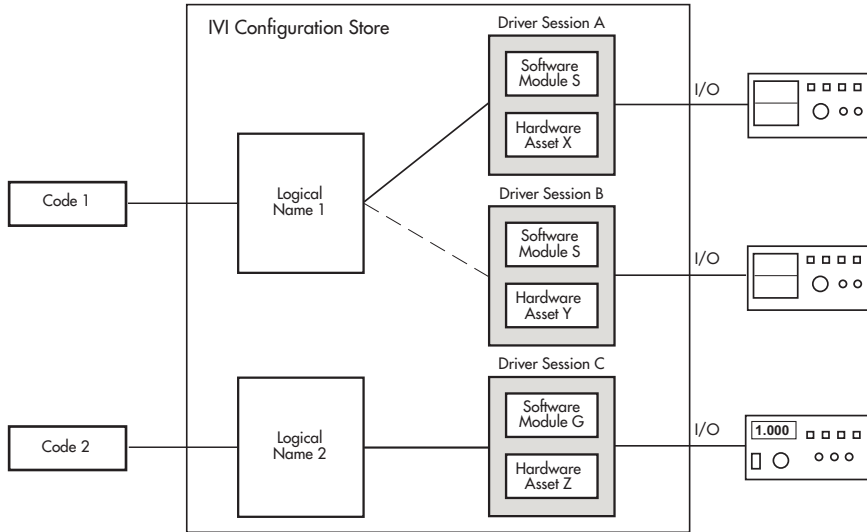 IVI Configuration Store
Driver Session A
Software
Module S
Hardware
Asset X
I/O
Code 1
Logical
Name 1
Driver Session B
Software
Module S
Hardware
Asset Y
I/O
Driver Session C
Software
Module G
Hardware
Asset Z
I/O
1.000
Code 2
Logical
Name 2